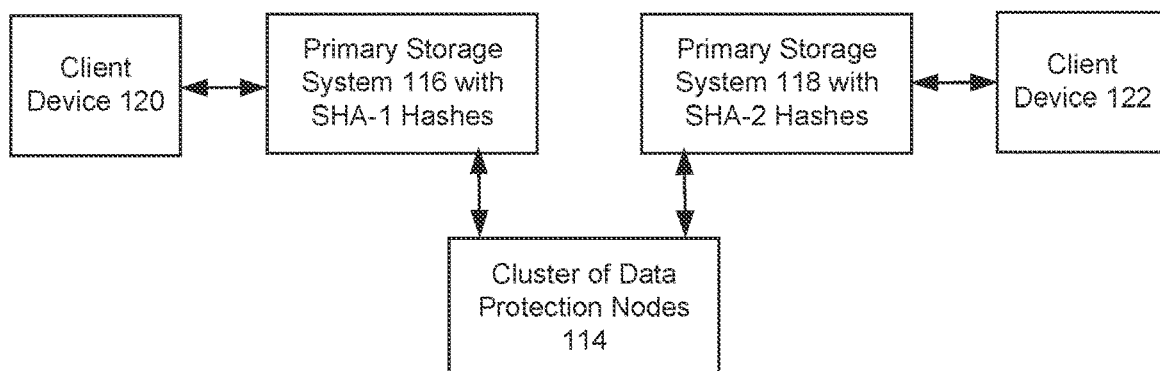 Client
Device 120
Primary Storage
System 116 with
SHA-1 Hashes
Primary Storage
System 118 with
SHA-2 Hashes
Client
Device 122
Cluster of Data
Protection Nodes
114